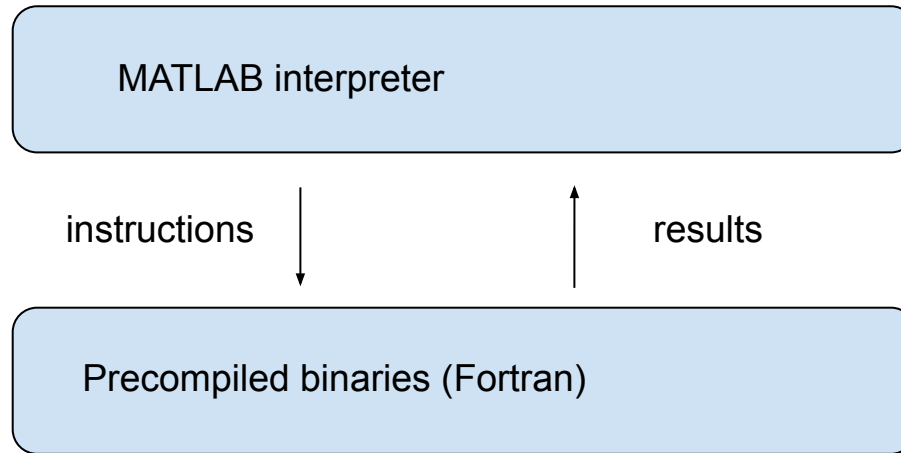 MATLAB interpreter
instructions
results
Precompiled binaries (Fortran)